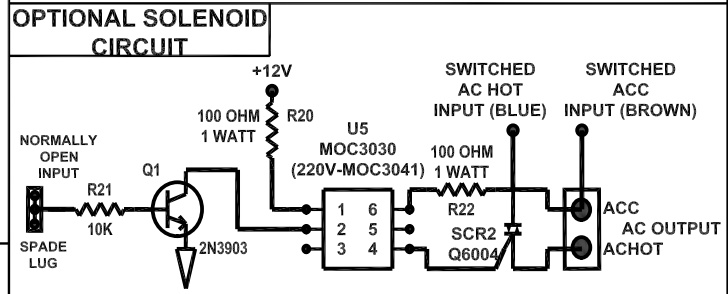 OPTIONAL SOLENOID
CIRCUIT
+12V
100 OHM
1 WATT
R20
NORMALLY
OPEN
INPUT
R21
10K
SPADE
LUG
Q1
2N3903
U5
MOC3030
(220V-MOC3041)
1 6
2 5
3 4
100 OHM
1 WATT
R22
SWITCHED
AC HOT
INPUT (BLUE)
SWITCHED
ACC
INPUT (BROWN)
SCR2
Q6004
ACC
AC OUTPUT
ACHOT